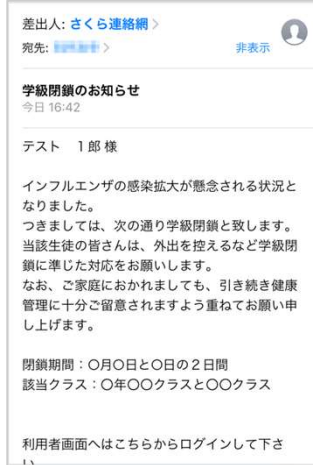 差出人: さくら連絡網
宛先:
非表示
学級閉鎖のお知らせ
今日 16:42
テスト　１郎 様
インフルエンザの感染拡大が懸念される状況と
なりました。
つきましては、次の通り学級閉鎖と致します。
当該生徒の皆さんは、外出を控えるなど学級閉
鎖に準じた対応をお願いします。
なお、ご家庭におかれましても、引き続き健康
管理に十分ご留意されますよう重ねてお願い申
し上げます。
閉鎖期間：〇月〇日と〇日の２日間
該当クラス：〇年〇〇クラスと〇〇クラス
利用者画面へはこちらからログインして下さ